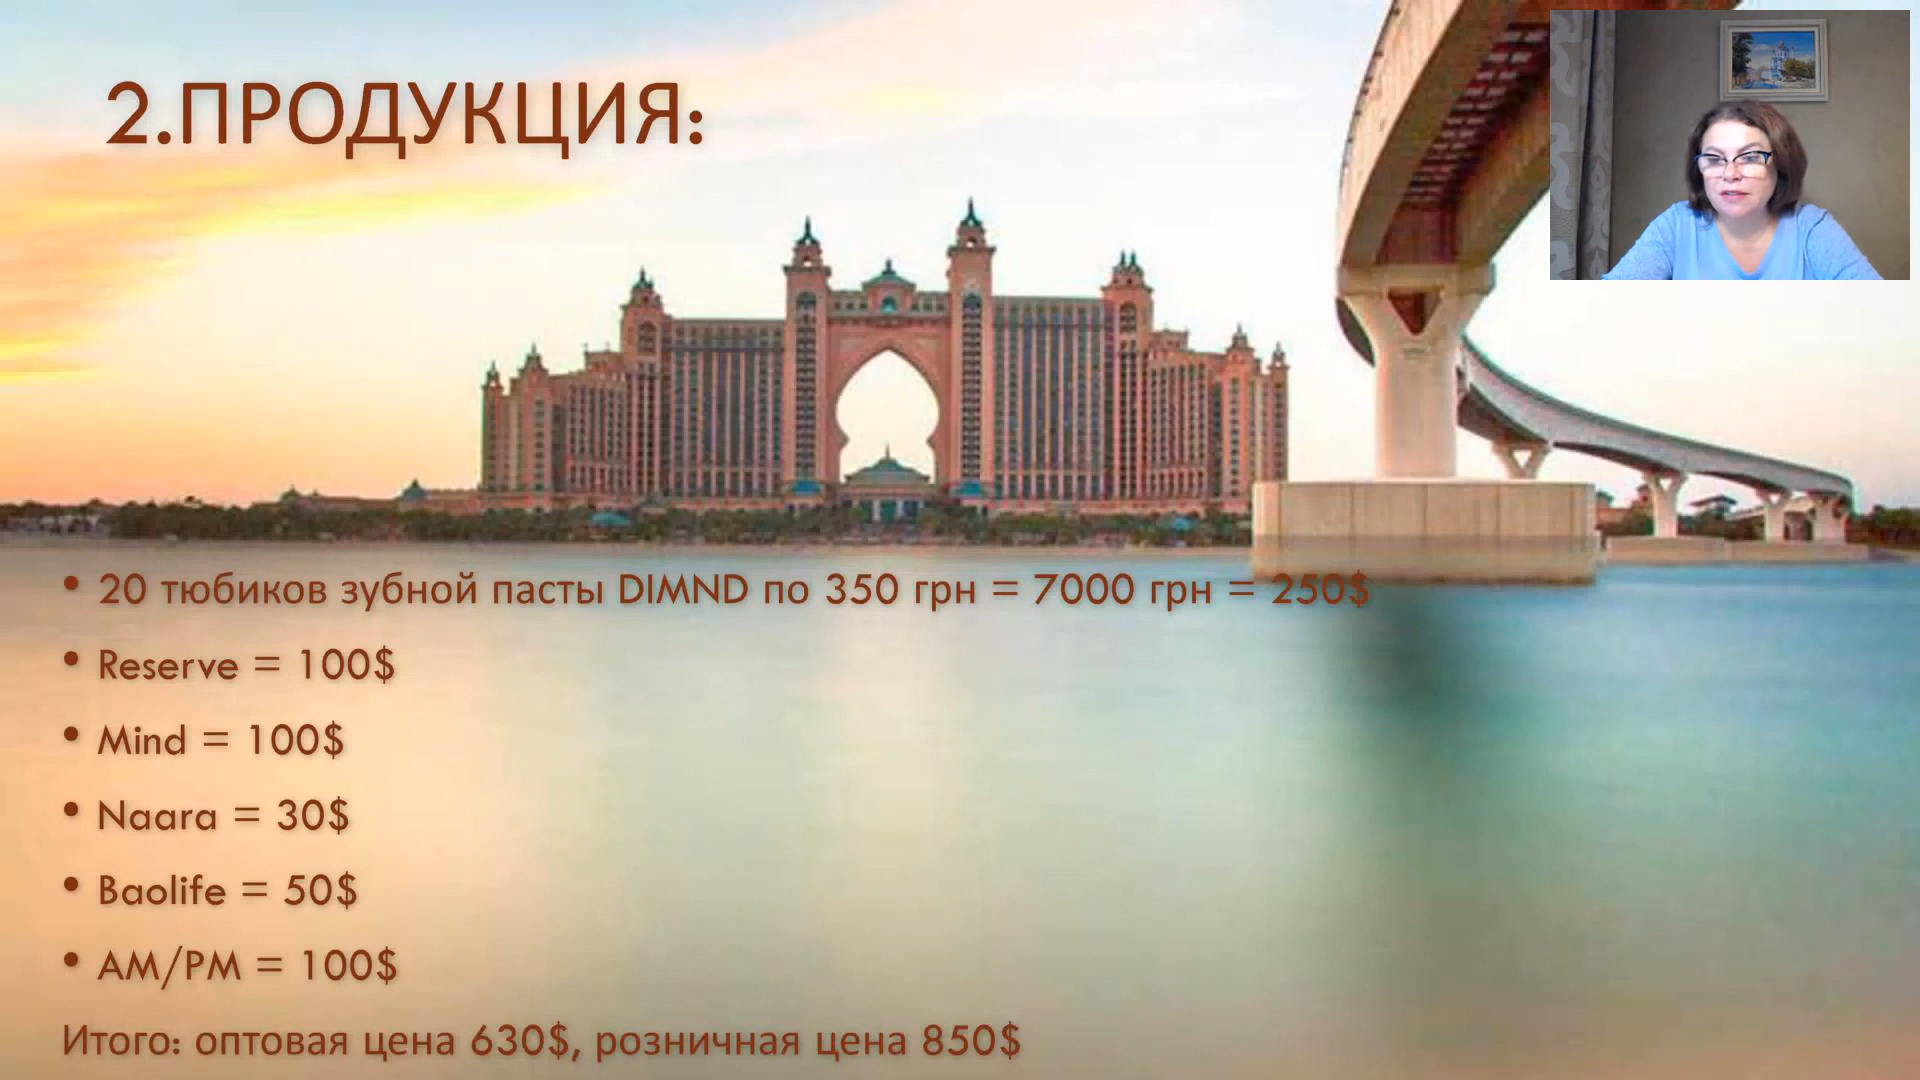 2.ПРОДУКЦИЯ:
• 20 тюбиков зубной пасты DIMND по 350 грн = 7000 грн = 250$
• Reserve = 100$
• Mind = 100$
• Naara = 30$
• Baolife = 50$
• AM/PM = 100$
Итого: оптовая цена 630$, розничная цена 850$